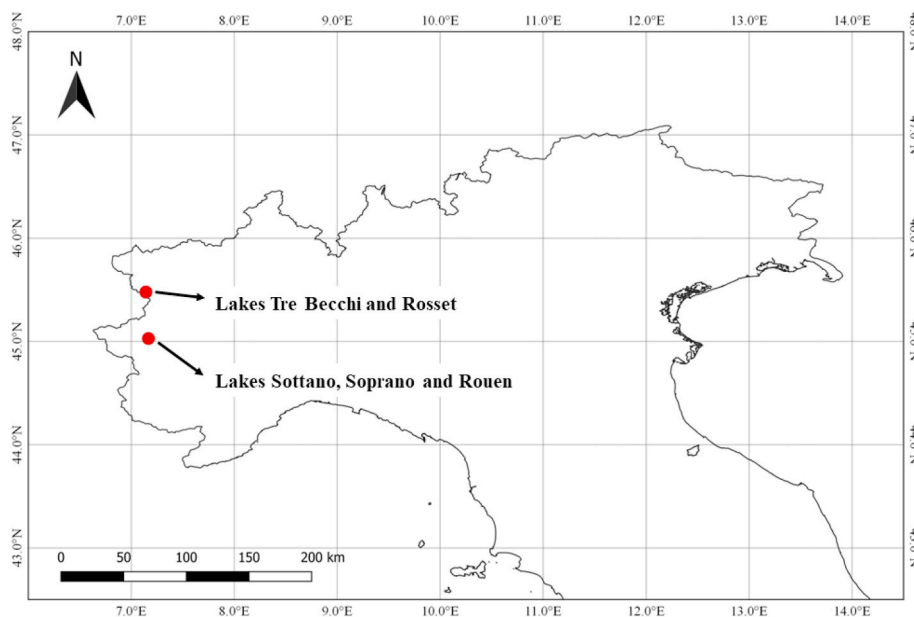 7.0°E 8.0°E 9.0°E 10.0°E 11.0°E 12.0°E 13.0°E 14.0°E
48.0°N
N
47.0°N
46.0°N
Lakes Tre Becchi and Rosset
45.0°N
Lakes Sottano, Soprano and Rouen
44.0°N
43.0°N
0 50 100 150 200 km
7.0°E 8.0°E 9.0°E 10.0°E 11.0°E 12.0°E 13.0°E 14.0°E